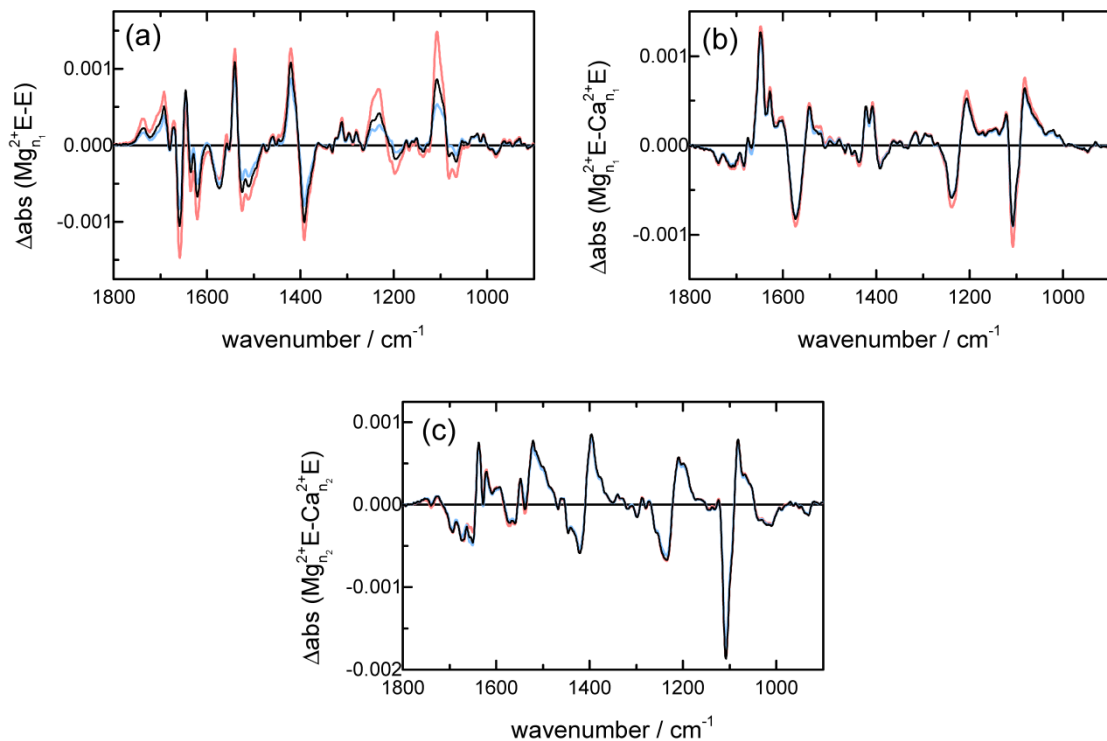 (a)
Δabs (Mg²⁺ₙ₁E-E)
0.001
0.000
-0.001
1800 1600 1400 1200 1000
wavenumber / cm⁻¹
(b)
Δabs (Mg²⁺ₙ₁E-Ca²⁺ₙ₁E)
0.001
0.000
-0.001
1800 1600 1400 1200 1000
wavenumber / cm⁻¹
(c)
Δabs (Mg²⁺ₙ₂E-Ca²⁺ₙ₂E)
0.001
0.000
-0.001
-0.002
1800 1600 1400 1200 1000
wavenumber / cm⁻¹